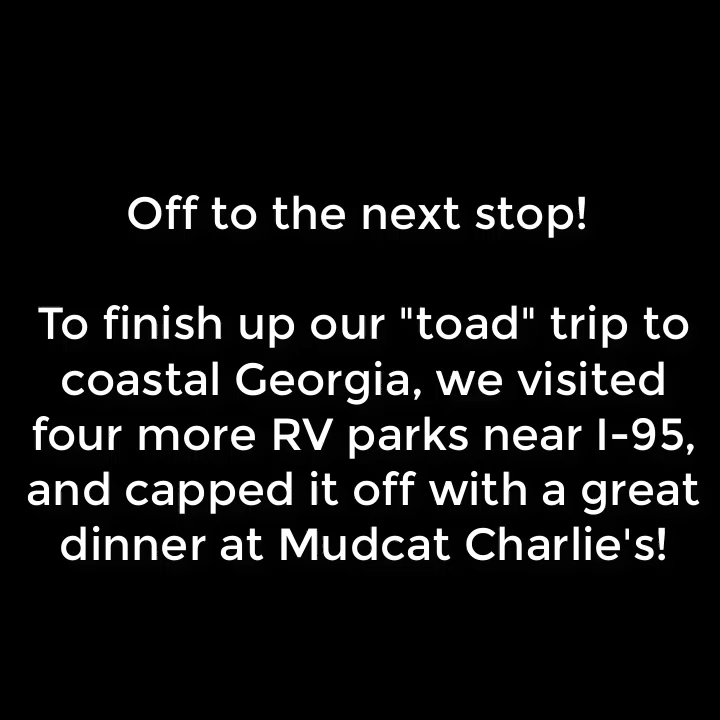 Off to the next stop!
To finish up our "toad" trip to
coastal Georgia, we visited
four more RV parks near I-95,
and capped it off with a great
dinner at Mudcat Charlie's!